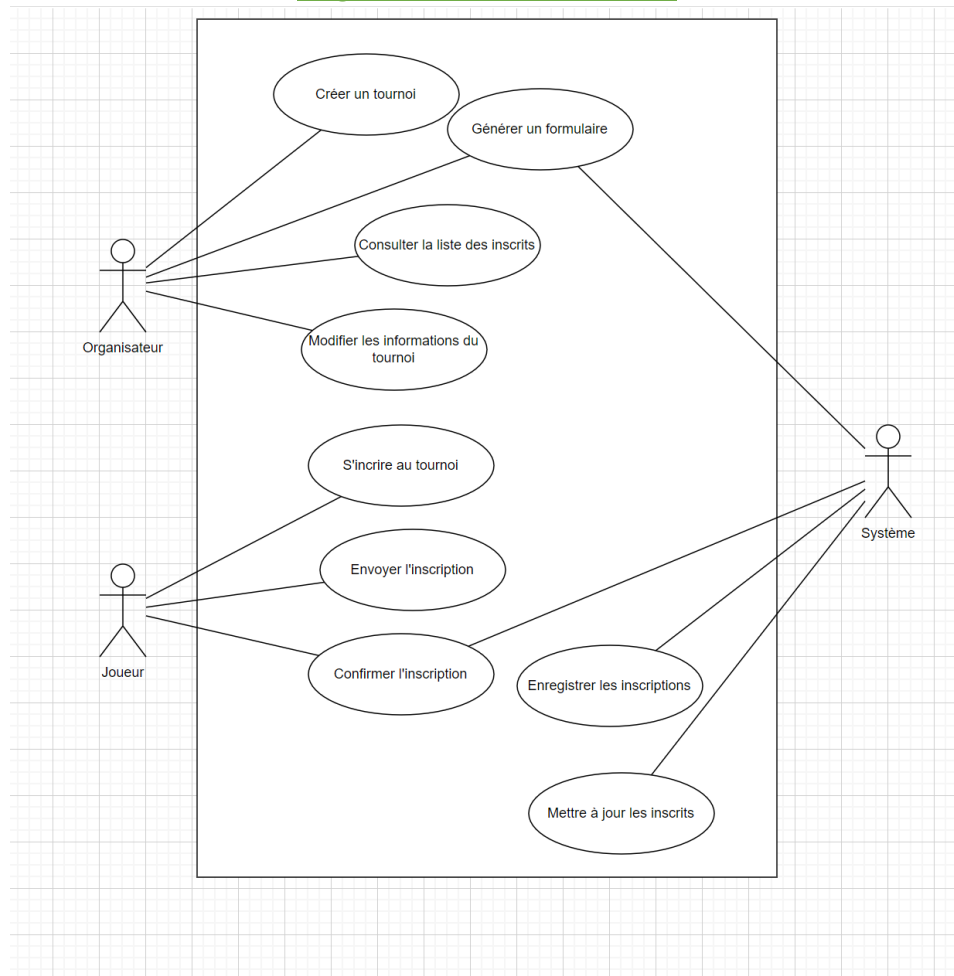 Créer un tournoi
Générer un formulaire
Consulter la liste des inscrits
Modifier les informations du
tournoi
Organisateur
S'incrire au tournoi
Système
Envoyer l'inscription
Joueur
Confirmer l'inscription
Enregistrer les inscriptions
Mettre à jour les inscrits